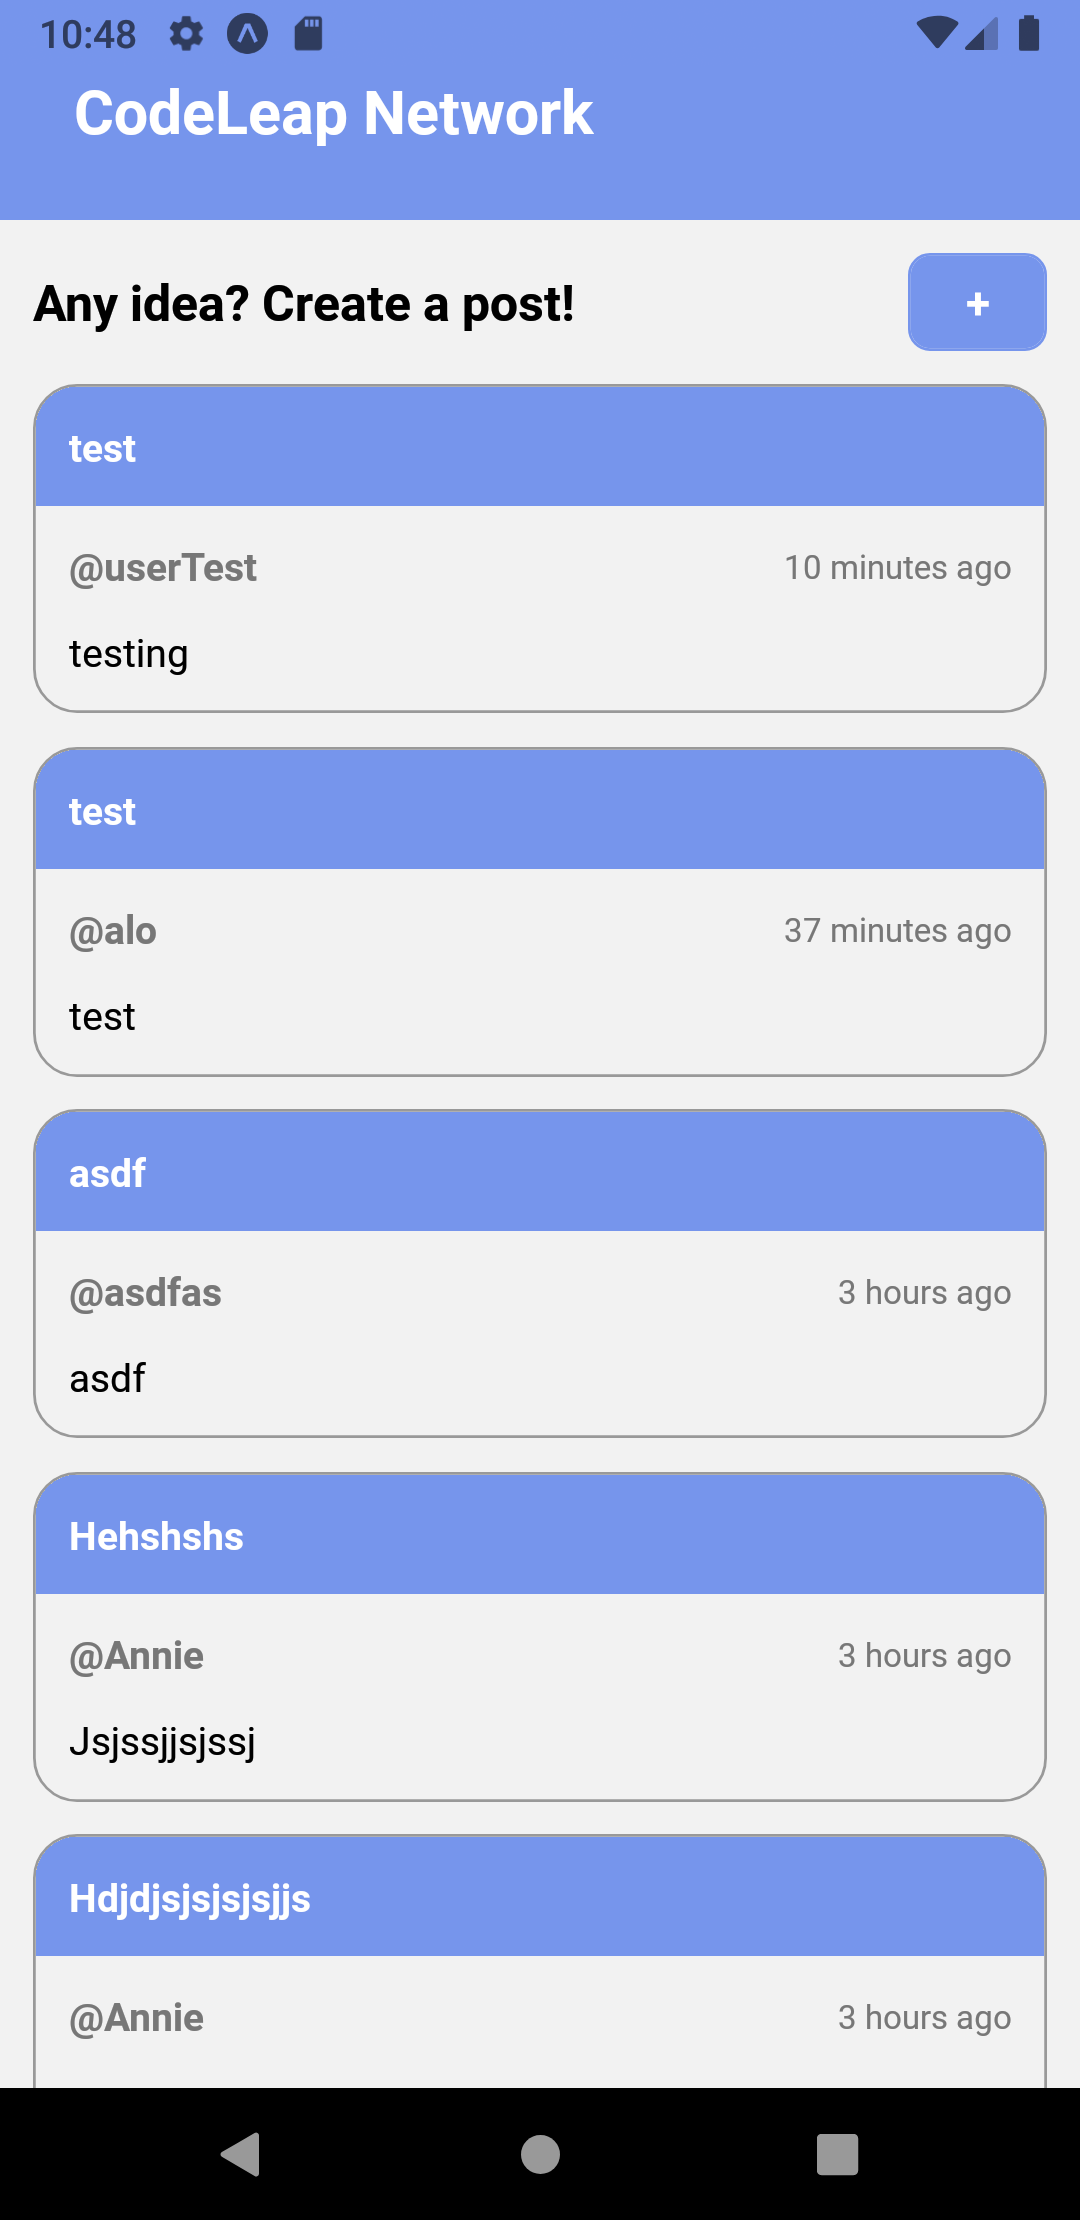 10:48
CodeLeap Network
Any idea? Create a post!
+
test
@userTest 10 minutes ago
testing
test
@alo 37 minutes ago
test
asdf
@asdfas 3 hours ago
asdf
Hehshshs
@Annie 3 hours ago
Jsjssjjsjssj
Hdjdjsjsjsjsjjs
@Annie 3 hours ago